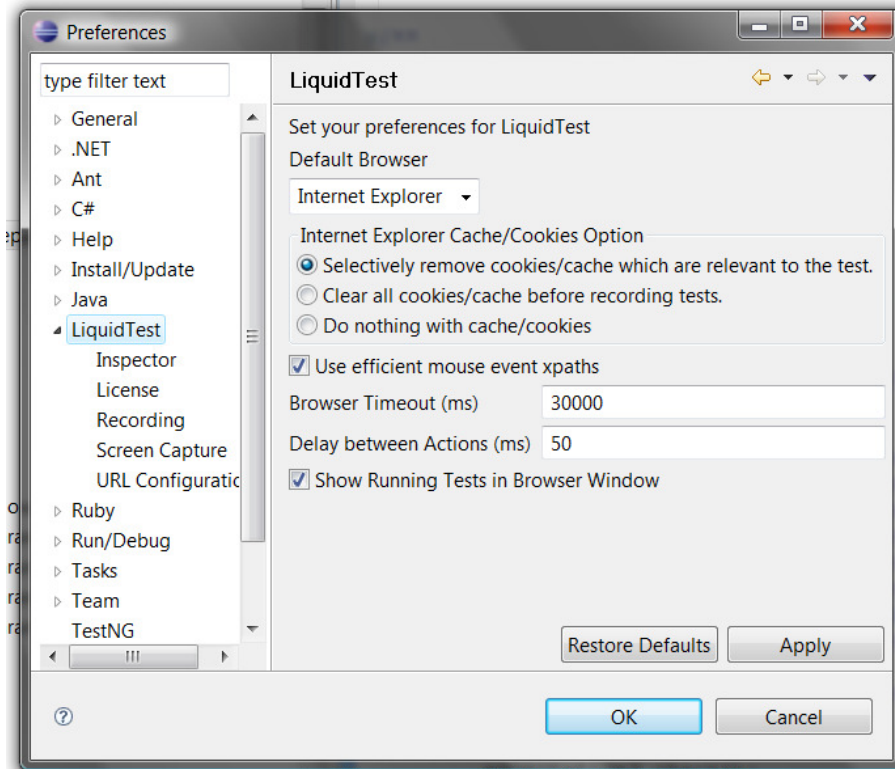 Preferences
type filter text
General
.NET
Ant
C#
Help
Install/Update
Java
LiquidTest
Inspector
License
Recording
Screen Capture
URL Configuratic
Ruby
Run/Debug
Tasks
Team
TestNG
LiquidTest
Set your preferences for LiquidTest
Default Browser
Internet Explorer
Internet Explorer Cache/Cookies Option
Selectively remove cookies/cache which are relevant to the test.
Clear all cookies/cache before recording tests.
Do nothing with cache/cookies
Use efficient mouse event xpaths
Browser Timeout (ms) 30000
Delay between Actions (ms) 50
Show Running Tests in Browser Window
Restore Defaults Apply
OK Cancel